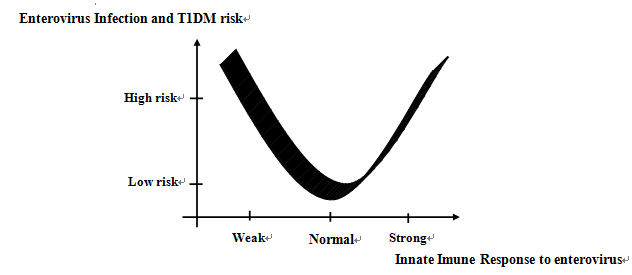 Enterovirus Infection and T1DM risk↵
High risk↵
Low risk↵
Weak↵ Normal↵ Strong↵
Innate Imune Response to enterovirus↵